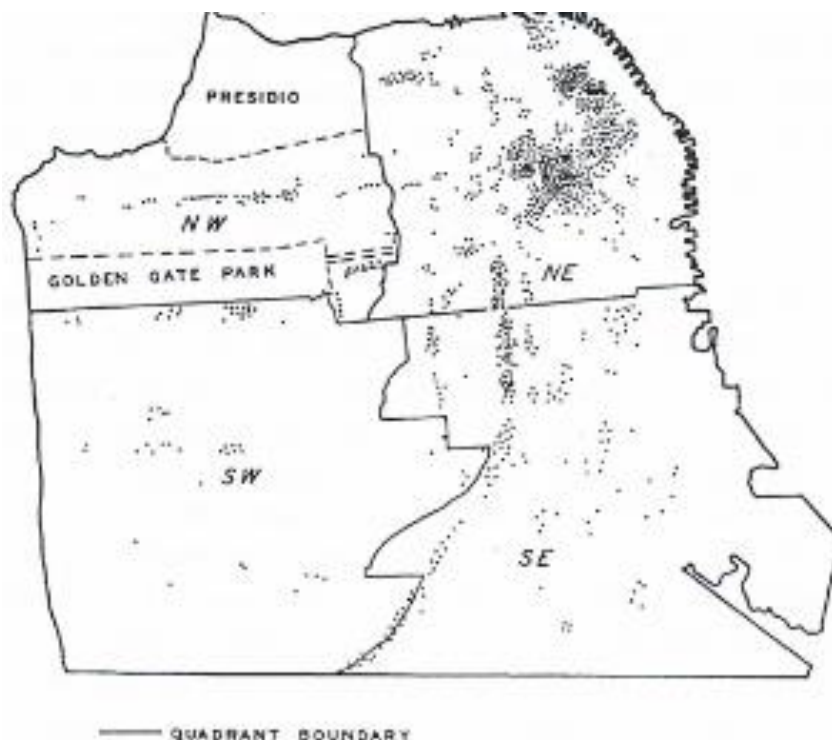 PRESIDIO
NW
GOLDEN GATE PARK
NE
SW
SE
QUADRANT BOUNDARY